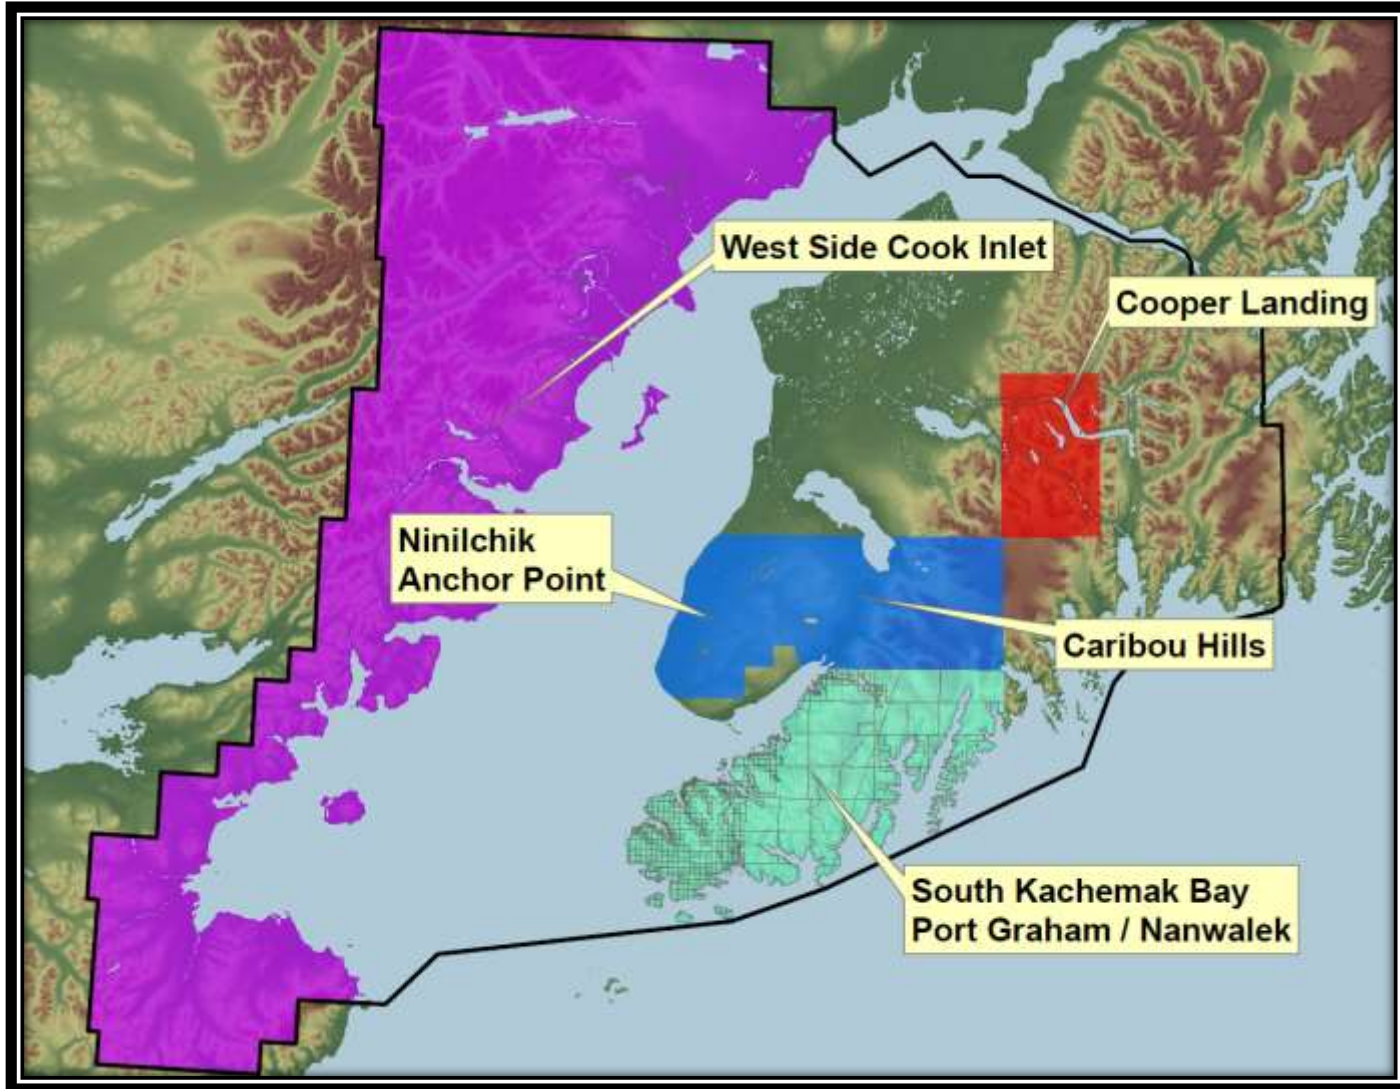 West Side Cook Inlet
Cooper Landing
Ninilchik
Anchor Point
Caribou Hills
South Kachemak Bay
Port Graham / Nanwalek